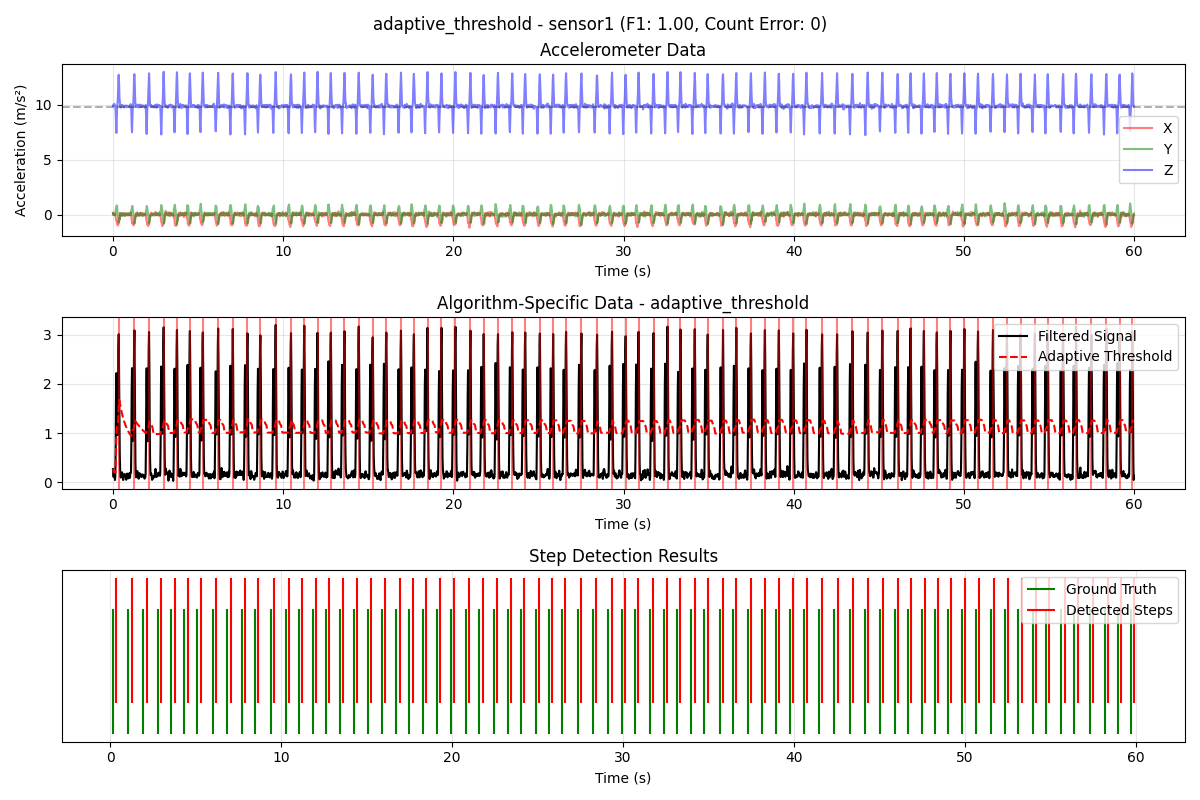 adaptive_threshold - sensor1 (F1: 1.00, Count Error: 0)
Accelerometer Data
Acceleration (m/s²)
10
5
0
X
Y
Z
0 10 20 30 40 50 60
Time (s)
Algorithm-Specific Data - adaptive_threshold
3
2
1
0
Filtered Signal
Adaptive Threshold
0 10 20 30 40 50 60
Time (s)
Step Detection Results
Ground Truth
Detected Steps
0 10 20 30 40 50 60
Time (s)